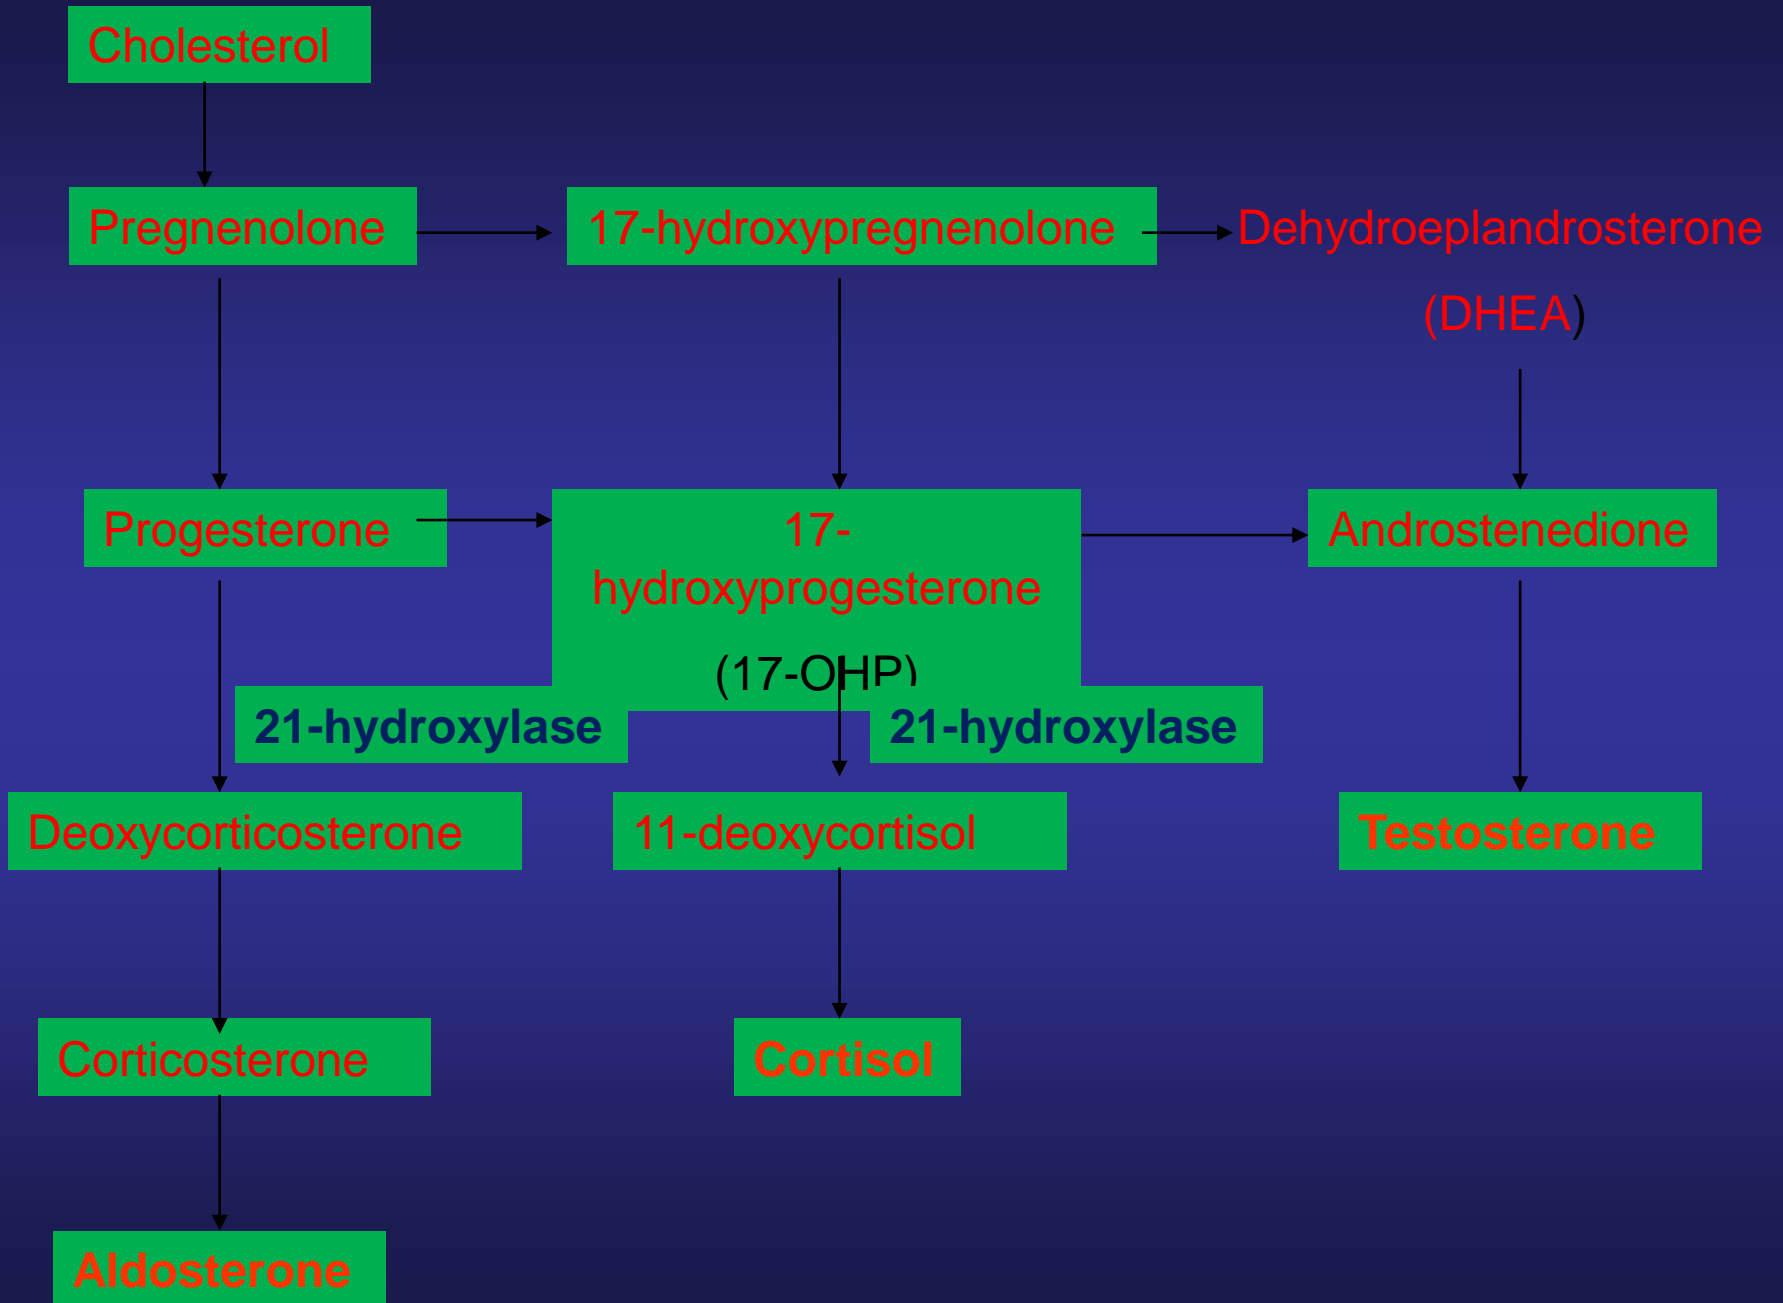 Cholesterol
Pregnenolone
17-hydroxypregnenolone
Dehydroeplandrosterone
(DHEA)
Progesterone
17-
hydroxyprogesterone
(17-OHP)
Androstenedione
21-hydroxylase
21-hydroxylase
Deoxycorticosterone
11-deoxycortisol
Testosterone
Corticosterone
Cortisol
Aldosterone